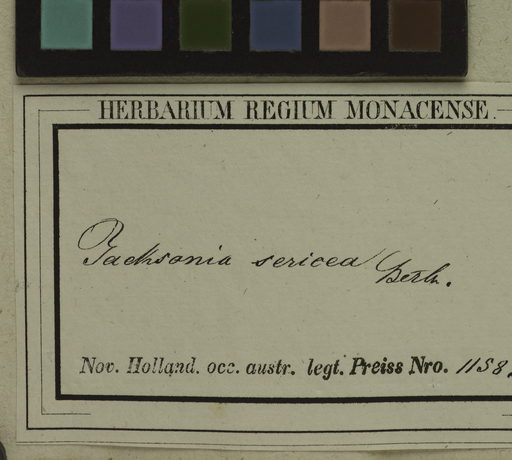 HERBARIUM REGIUM MONACENSE.
Jacksonia sericea Benth.
Nov. Holland. occ. austr. legt. Preiss Nro. 1158.